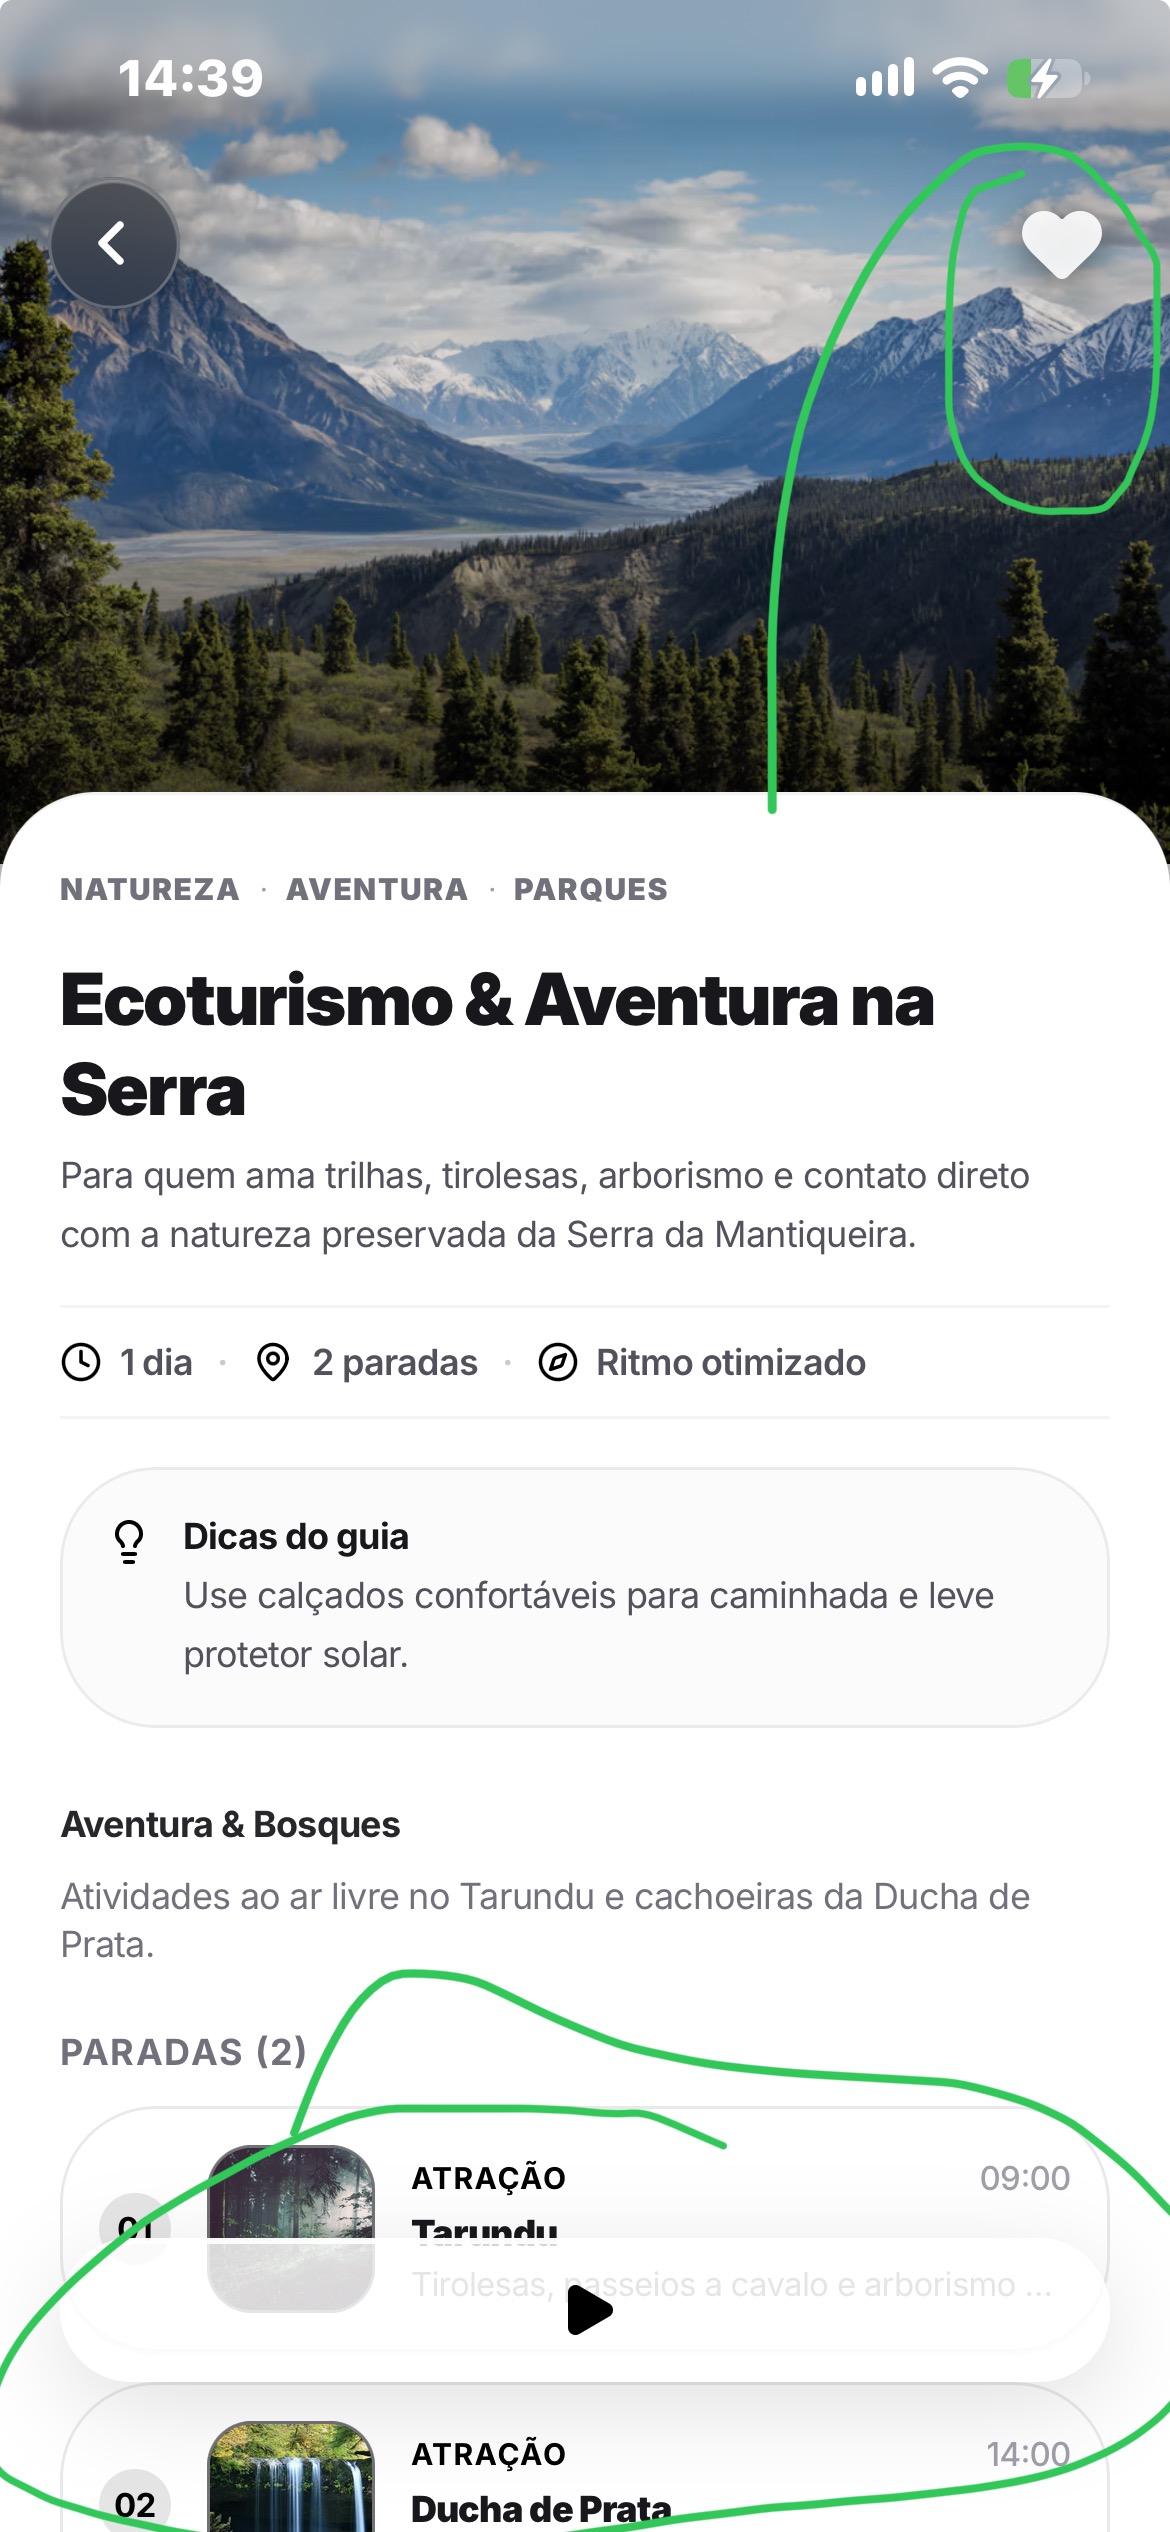 14:39
NATUREZA · AVENTURA · PARQUES
Ecoturismo & Aventura na
Serra
Para quem ama trilhas, tirolesas, arborismo e contato direto
com a natureza preservada da Serra da Mantiqueira.
1 dia · 2 paradas · Ritmo otimizado
Dicas do guia
Use calçados confortáveis para caminhada e leve
protetor solar.
Aventura & Bosques
Atividades ao ar livre no Tarundu e cachoeiras da Ducha de
Prata.
PARADAS (2)
ATRAÇÃO 09:00
01 Tarundu
Tirolesas, passeios a cavalo e arborismo ...
ATRAÇÃO 14:00
02 Ducha de Prata